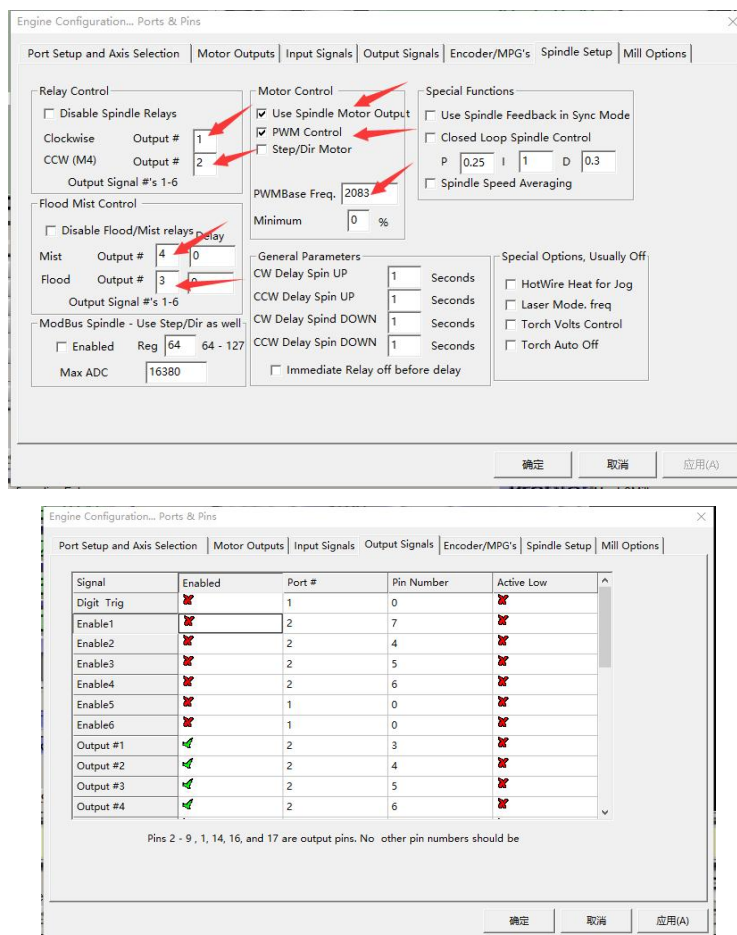 Engine Configuration... Ports & Pins
Port Setup and Axis Selection Motor Outputs Input Signals Output Signals Encoder/MPG's Spindle Setup Mill Options
Relay Control
Disable Spindle Relays
Clockwise Output # 1
CCW (M4) Output # 2
Output Signal #'s 1-6
Flood Mist Control
Disable Flood/Mist relays Delay
Mist Output # 4 0
Flood Output # 3
Output Signal #'s 1-6
ModBus Spindle - Use Step/Dir as well
Enabled Reg 64 64 - 127
Max ADC 16380
Motor Control
Use Spindle Motor Output
PWM Control
Step/Dir Motor
PWMBase Freq. 2083
Minimum 0 %
General Parameters
CW Delay Spin UP 1 Seconds
CCW Delay Spin UP 1 Seconds
CW Delay Spind DOWN 1 Seconds
CCW Delay Spin DOWN 1 Seconds
Immediate Relay off before delay
Special Functions
Use Spindle Feedback in Sync Mode
Closed Loop Spindle Control
P 0.25 I 1 D 0.3
Spindle Speed Averaging
Special Options, Usually Off
HotWire Heat for Jog
Laser Mode. freq
Torch Volts Control
Torch Auto Off
确定 取消 应用(A)
Engine Configuration... Ports & Pins
Port Setup and Axis Selection Motor Outputs Input Signals Output Signals Encoder/MPG's Spindle Setup Mill Options
Signal Enabled Port # Pin Number Active Low
Digit Trig 1 0
Enable1 2 7
Enable2 2 4
Enable3 2 5
Enable4 2 6
Enable5 1 0
Enable6 1 0
Output #1 2 3
Output #2 2 4
Output #3 2 5
Output #4 2 6
Pins 2 - 9 , 1, 14, 16, and 17 are output pins. No other pin numbers should be
确定 取消 应用(A)